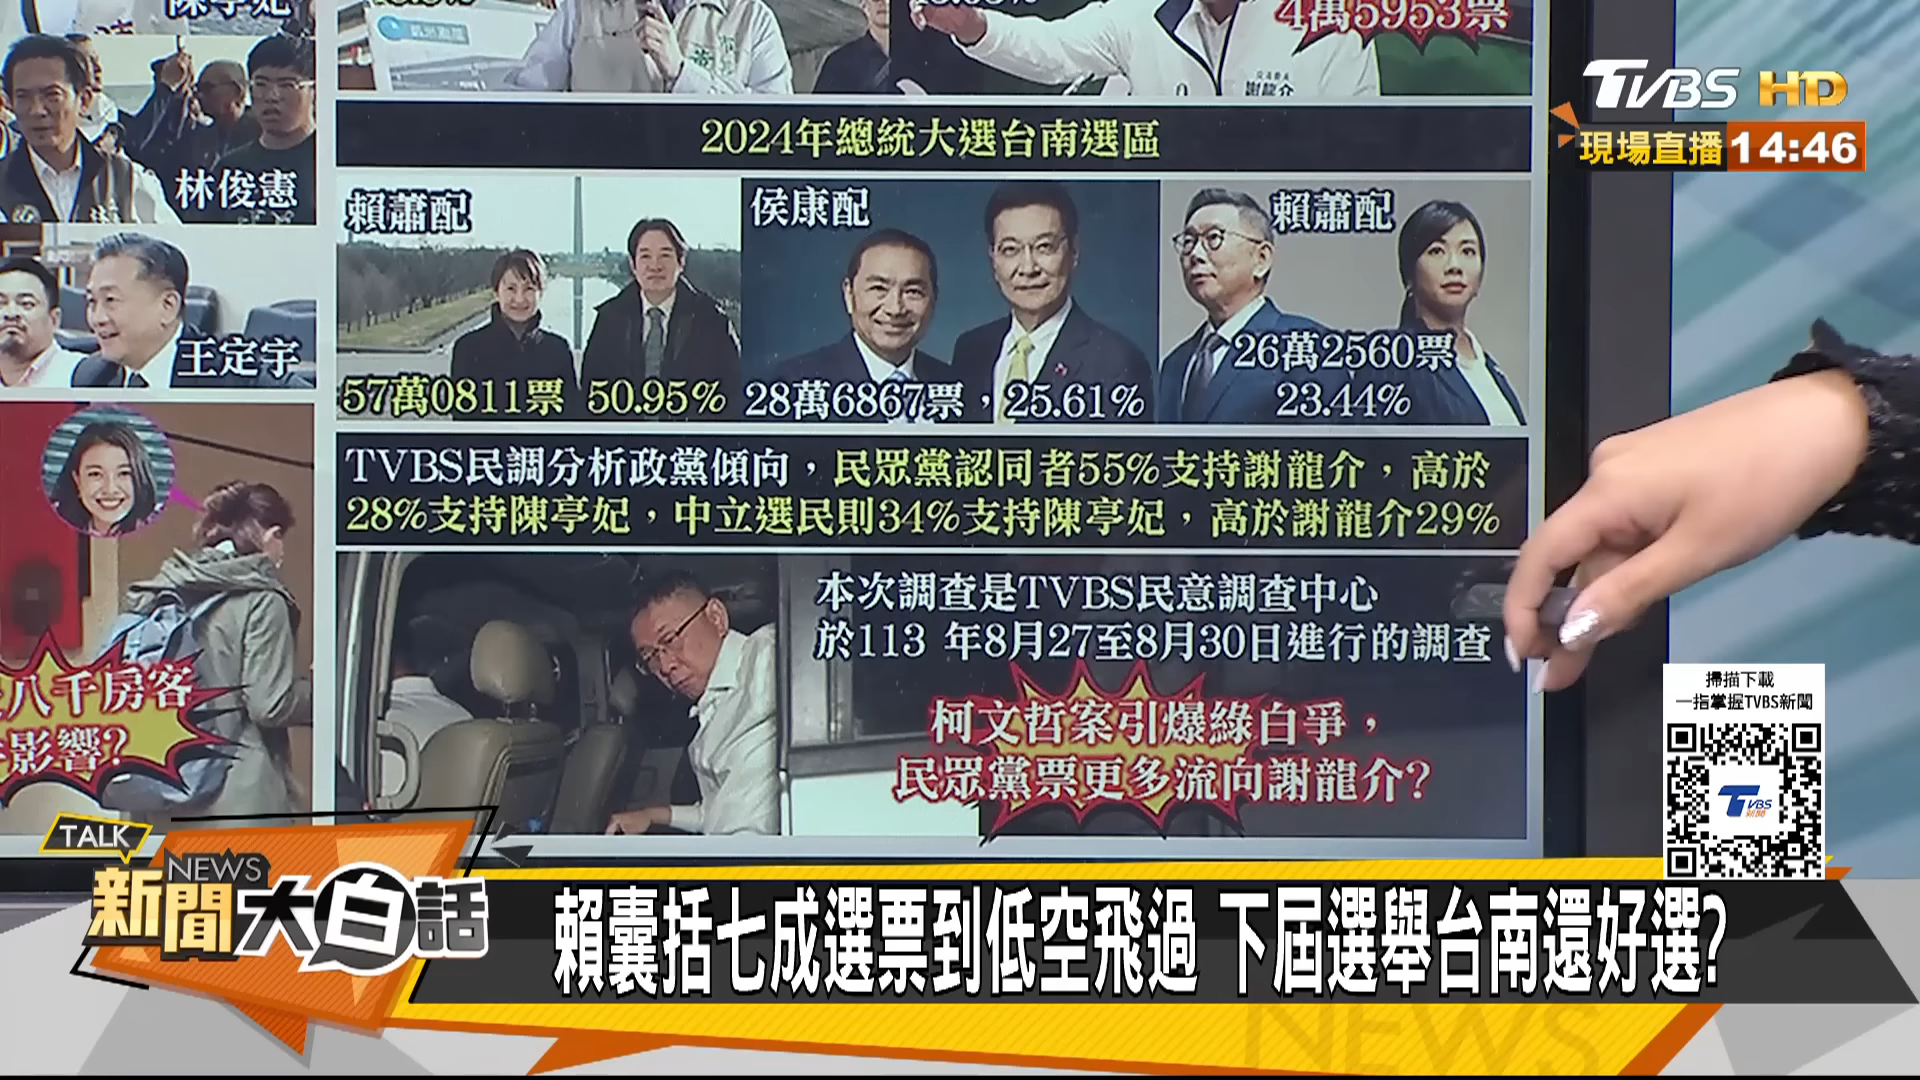 4萬5953票
謝龍介
TVBS HD
現場直播 14:46
2024年總統大選台南選區
林俊憲
賴蕭配
侯康配
賴蕭配
王定宇
57萬0811票 50.95%
28萬6867票，25.61%
26萬2560票
23.44%
TVBS民調分析政黨傾向，民眾黨認同者55%支持謝龍介，高於
28%支持陳亭妃，中立選民則34%支持陳亭妃，高於謝龍介29%
本次調查是TVBS民意調查中心
於113 年8月27至8月30日進行的調查
八千房客
影響?
柯文哲案引爆綠白爭，
民眾黨票更多流向謝龍介?
掃描下載
一指掌握TVBS新聞
TVBS
新聞
TALK
NEWS
新聞大白話
賴囊括七成選票到低空飛過 下屆選舉台南還好選?
NEWS